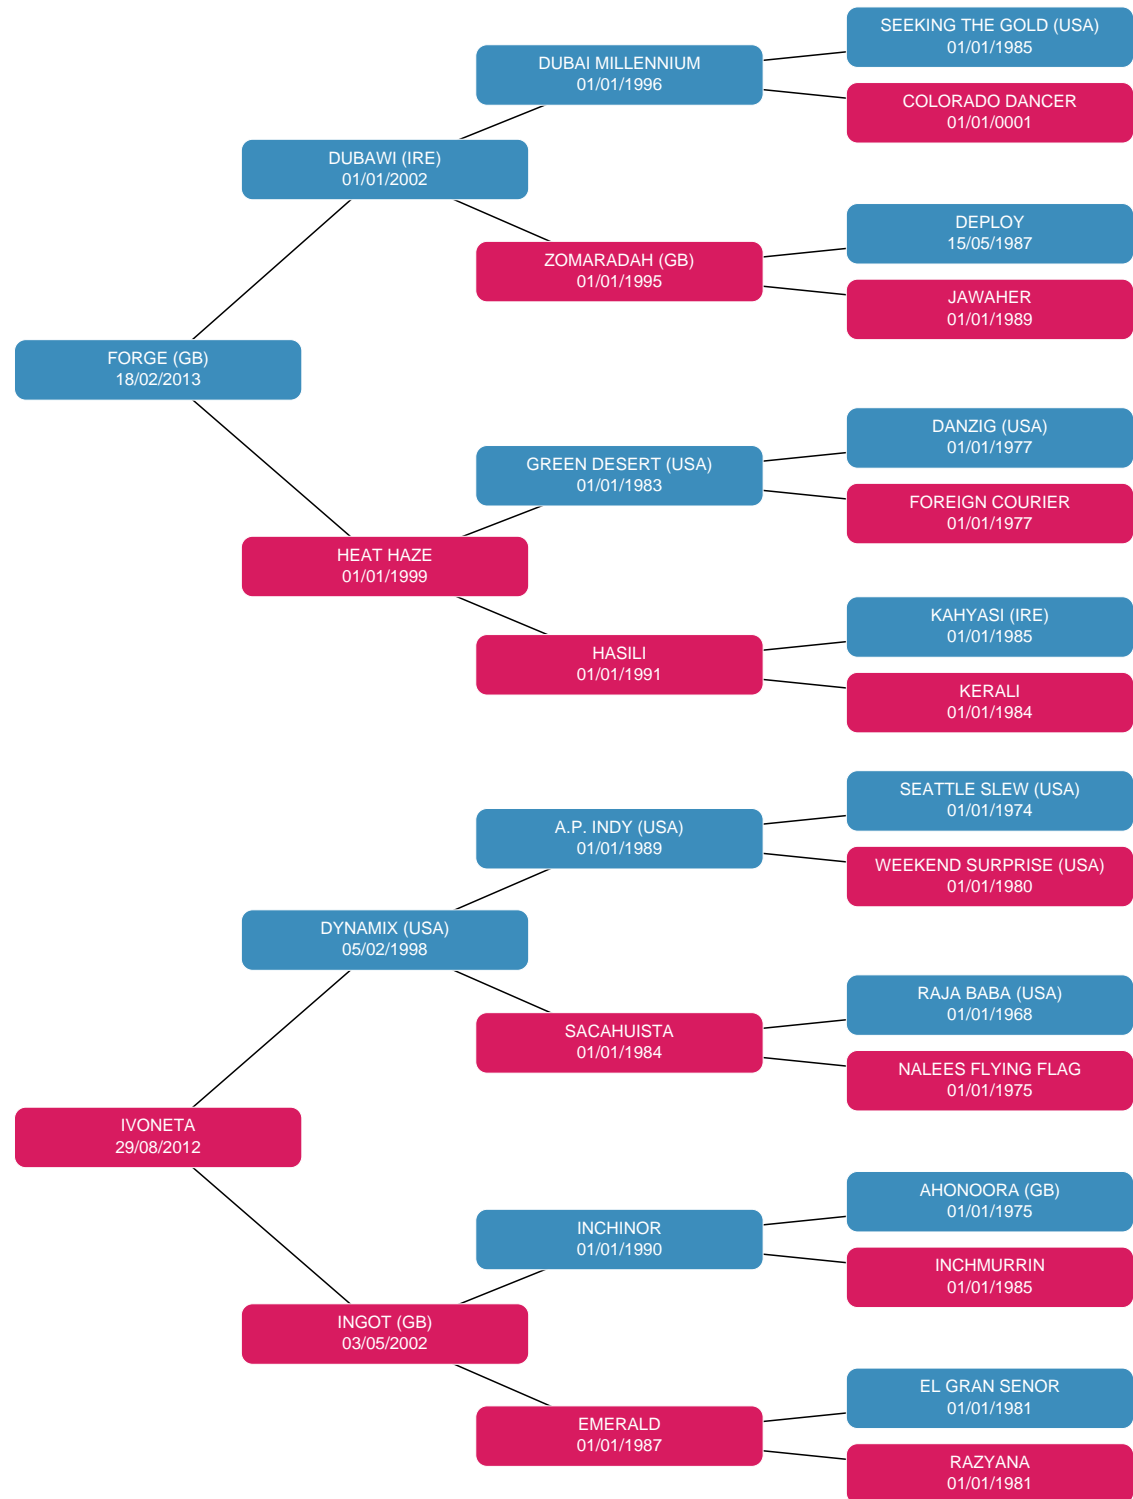 SEEKING THE GOLD (USA)
01/01/1985
DUBAI MILLENNIUM
01/01/1996
COLORADO DANCER
01/01/0001
DUBAWI (IRE)
01/01/2002
DEPLOY
15/05/1987
ZOMARADAH (GB)
01/01/1995
JAWAHER
01/01/1989
FORGE (GB)
18/02/2013
DANZIG (USA)
01/01/1977
GREEN DESERT (USA)
01/01/1983
FOREIGN COURIER
01/01/1977
HEAT HAZE
01/01/1999
KAHYASI (IRE)
01/01/1985
HASILI
01/01/1991
KERALI
01/01/1984
SEATTLE SLEW (USA)
01/01/1974
A.P. INDY (USA)
01/01/1989
WEEKEND SURPRISE (USA)
01/01/1980
DYNAMIX (USA)
05/02/1998
RAJA BABA (USA)
01/01/1968
SACAHUISTA
01/01/1984
NALEES FLYING FLAG
01/01/1975
IVONETA
29/08/2012
AHONOORA (GB)
01/01/1975
INCHINOR
01/01/1990
INCHMURRIN
01/01/1985
INGOT (GB)
03/05/2002
EL GRAN SENOR
01/01/1981
EMERALD
01/01/1987
RAZYANA
01/01/1981